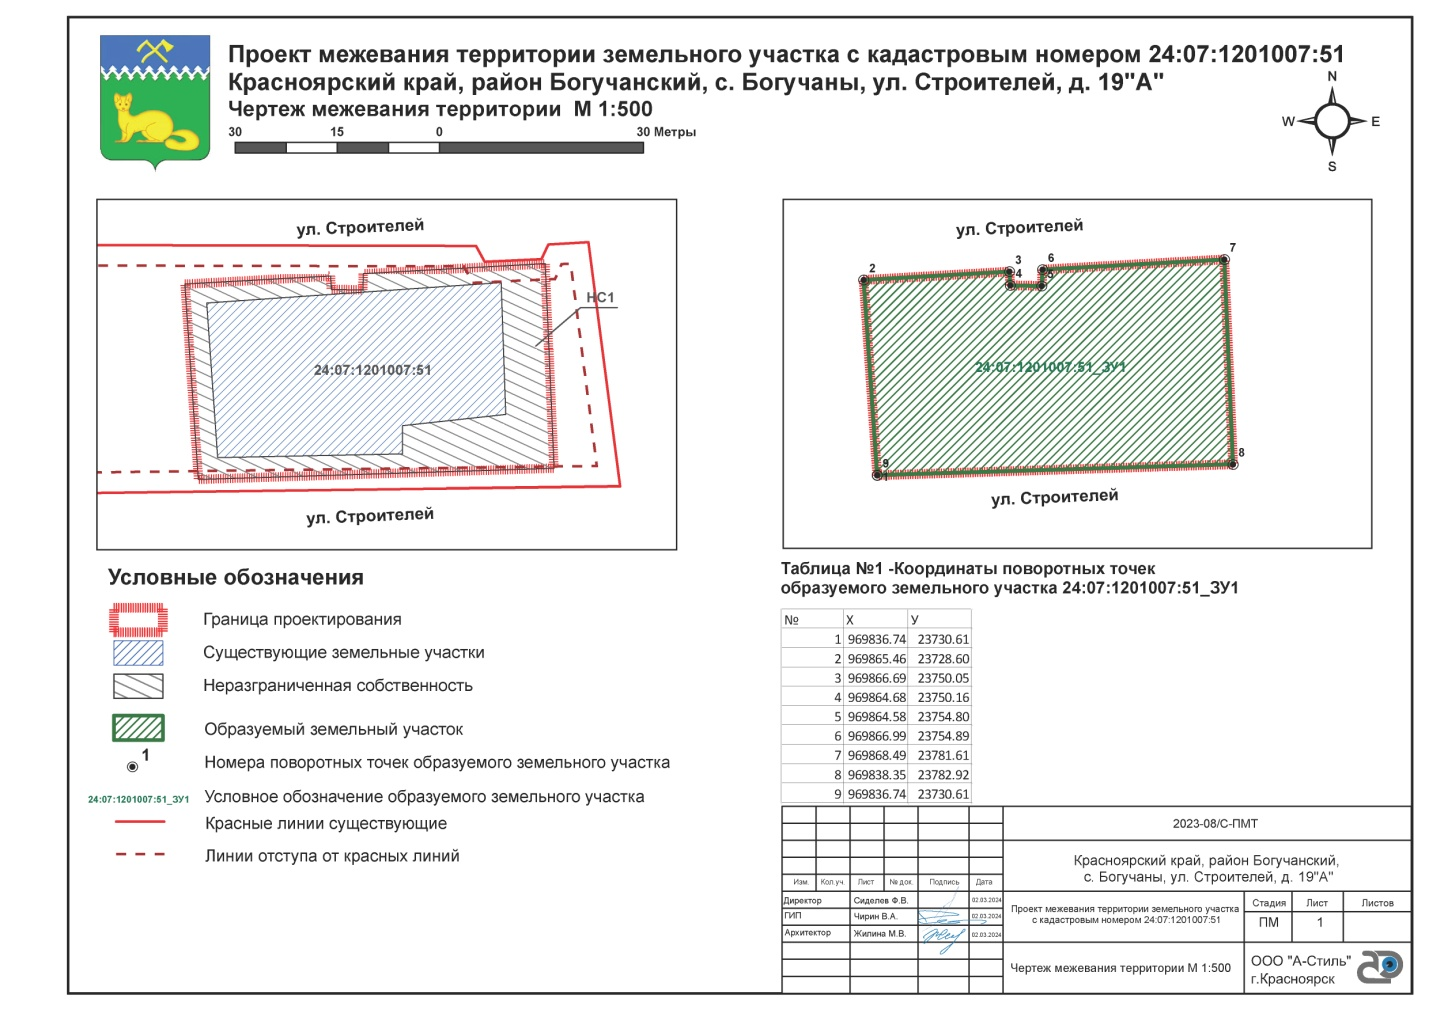 Проект межевания территории земельного участка с кадастровым номером 24:07:1201007:51
Красноярский край, район Богучанский, с. Богучаны, ул. Строителей, д. 19"А"
Чертеж межевания территории М 1:500
30 15 0 30 Метры
N
W E
S
ул. Строителей
НС1
24:07:1201007:51
ул. Строителей
ул. Строителей
2 3 4 6 5 7
24:07:1201007:51_ЗУ1
9 1 8
ул. Строителей
Условные обозначения
Граница проектирования
Существующие земельные участки
Неразграниченная собственность
Образуемый земельный участок
1
Номера поворотных точек образуемого земельного участка
24:07:1201007:51_ЗУ1 Условное обозначение образуемого земельного участка
Красные линии существующие
Линии отступа от красных линий
Таблица №1 -Координаты поворотных точек
образуемого земельного участка 24:07:1201007:51_ЗУ1
№ X У
1 969836.74 23730.61
2 969865.46 23728.60
3 969866.69 23750.05
4 969864.68 23750.16
5 969864.58 23754.80
6 969866.99 23754.89
7 969868.49 23781.61
8 969838.35 23782.92
9 969836.74 23730.61
2023-08/С-ПМТ
Красноярский край, район Богучанский,
с. Богучаны, ул. Строителей, д. 19"А"
Изм. Кол.уч. Лист № док. Подпись Дата
Директор Сиделев Ф.В. 02.03.2024
ГИП Чирин В.А. 02.03.2024
Архитектор Жилина М.В. 02.03.2024
Проект межевания территории земельного участка
с кадастровым номером 24:07:1201007:51
Стадия Лист Листов
ПМ 1
Чертеж межевания территории М 1:500
ООО "А-Стиль"
г.Красноярск